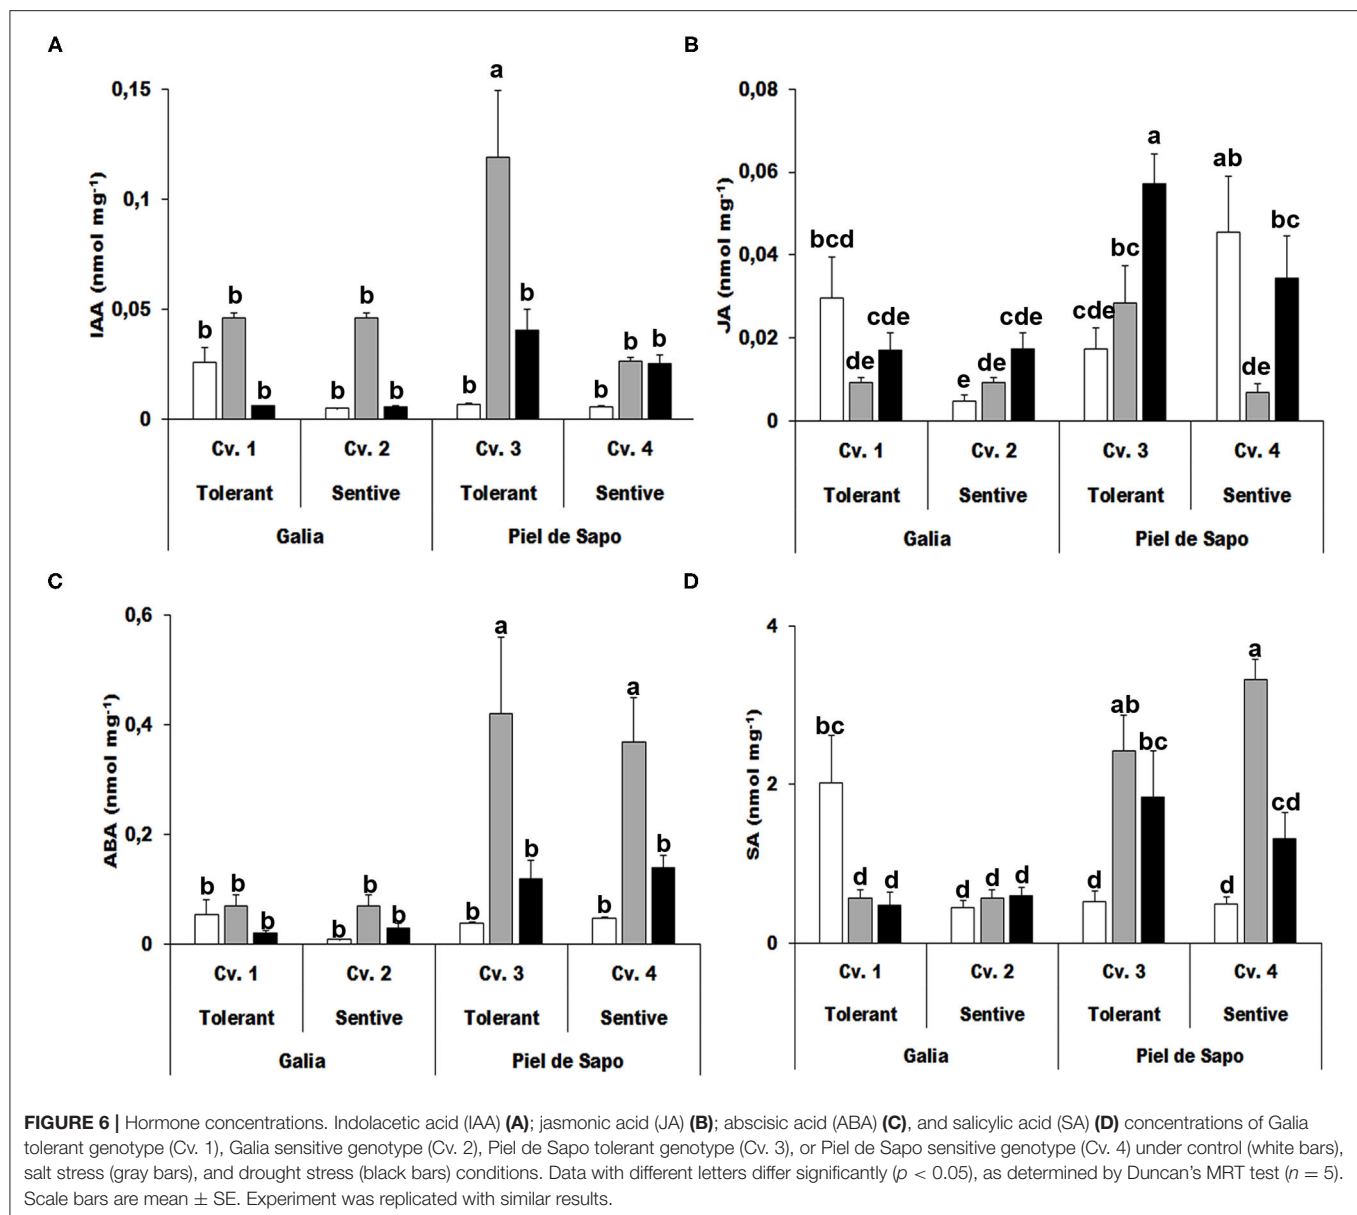 A
0,15
0,1
0,05
0
IAA (nmol mg-1)
b b b b b b b a b b b b
Cv. 1 Cv. 2 Cv. 3 Cv. 4
Tolerant Sentive Tolerant Sentive
Galia Piel de Sapo
B
0,08
0,06
0,04
0,02
0
JA (nmol mg-1)
bcd de cde e de cde cde bc a ab de bc
Cv. 1 Cv. 2 Cv. 3 Cv. 4
Tolerant Sentive Tolerant Sentive
Galia Piel de Sapo
C
0,6
0,4
0,2
0
ABA (nmol mg-1)
b b b b b b b a b b a b
Cv. 1 Cv. 2 Cv. 3 Cv. 4
Tolerant Sentive Tolerant Sentive
Galia Piel de Sapo
D
4
2
0
SA (nmol mg-1)
bc d d d d d d ab bc d a cd
Cv. 1 Cv. 2 Cv. 3 Cv. 4
Tolerant Sentive Tolerant Sentive
Galia Piel de Sapo
FIGURE 6 | Hormone concentrations. Indolacetic acid (IAA) (A); jasmonic acid (JA) (B); abscisic acid (ABA) (C), and salicylic acid (SA) (D) concentrations of Galia
tolerant genotype (Cv. 1), Galia sensitive genotype (Cv. 2), Piel de Sapo tolerant genotype (Cv. 3), or Piel de Sapo sensitive genotype (Cv. 4) under control (white bars),
salt stress (gray bars), and drought stress (black bars) conditions. Data with different letters differ significantly (p < 0.05), as determined by Duncan's MRT test (n = 5).
Scale bars are mean ± SE. Experiment was replicated with similar results.